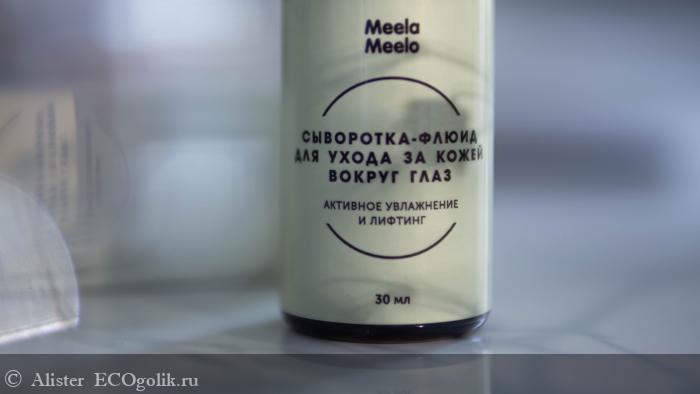 Meela
Meelo
СЫВОРОТКА-ФЛЮИД
ДЛЯ УХОДА ЗА КОЖЕЙ
ВОКРУГ ГЛАЗ
АКТИВНОЕ УВЛАЖНЕНИЕ
И ЛИФТИНГ
30 мл
© Alister ECOgolik.ru